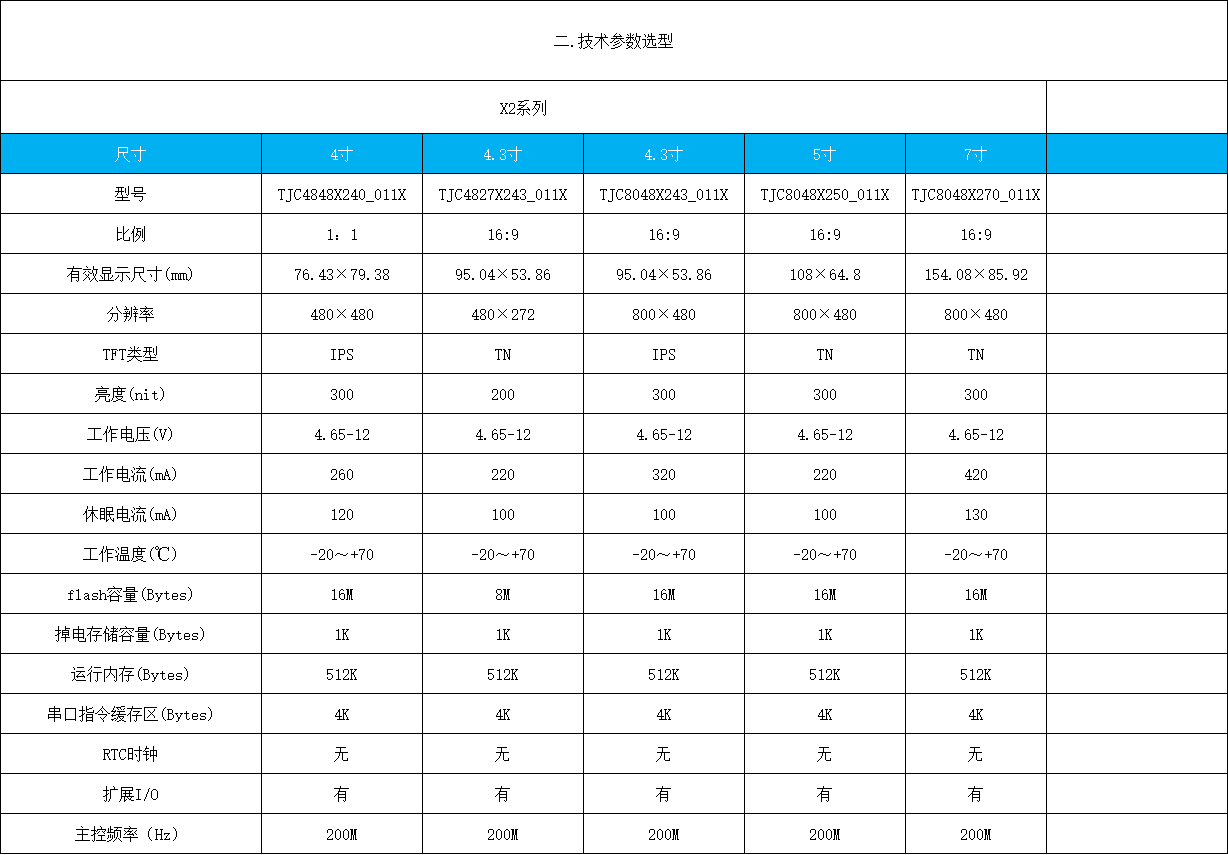 二.技术参数选型
X2系列
尺寸 4寸 4.3寸 4.3寸 5寸 7寸
型号 TJC4848X240_011X TJC4827X243_011X TJC8048X243_011X TJC8048X250_011X TJC8048X270_011X
比例 1：1 16:9 16:9 16:9 16:9
有效显示尺寸(mm) 76.43×79.38 95.04×53.86 95.04×53.86 108×64.8 154.08×85.92
分辨率 480×480 480×272 800×480 800×480 800×480
TFT类型 IPS TN IPS TN TN
亮度(nit) 300 200 300 300 300
工作电压(V) 4.65-12 4.65-12 4.65-12 4.65-12 4.65-12
工作电流(mA) 260 220 320 220 420
休眠电流(mA) 120 100 100 100 130
工作温度(℃) -20～+70 -20～+70 -20～+70 -20～+70 -20～+70
flash容量(Bytes) 16M 8M 16M 16M 16M
掉电存储容量(Bytes) 1K 1K 1K 1K 1K
运行内存(Bytes) 512K 512K 512K 512K 512K
串口指令缓存区(Bytes) 4K 4K 4K 4K 4K
RTC时钟 无 无 无 无 无
扩展I/O 有 有 有 有 有
主控频率（Hz） 200M 200M 200M 200M 200M